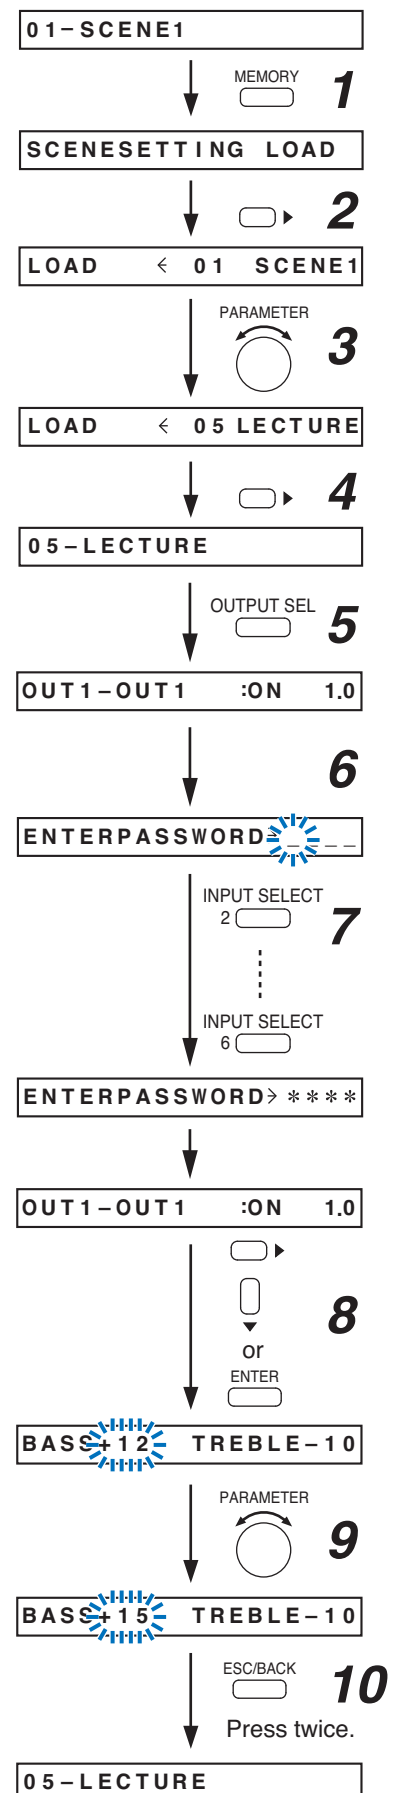 01-SCENE1
MEMORY
1
SCENESETTING LOAD
2
LOAD < 01 SCENE1
PARAMETER
3
LOAD < 05 LECTURE
4
05-LECTURE
OUTPUT SEL
5
OUT1-OUT1 :ON 1.0
6
ENTERPASSWORD> _ _ _ _
INPUT SELECT
2
7
INPUT SELECT
6
ENTERPASSWORD> ****
OUT1-OUT1 :ON 1.0
8
or
ENTER
BASS+12 TREBLE-10
PARAMETER
9
BASS+15 TREBLE-10
ESC/BACK
10
Press twice.
05-LECTURE